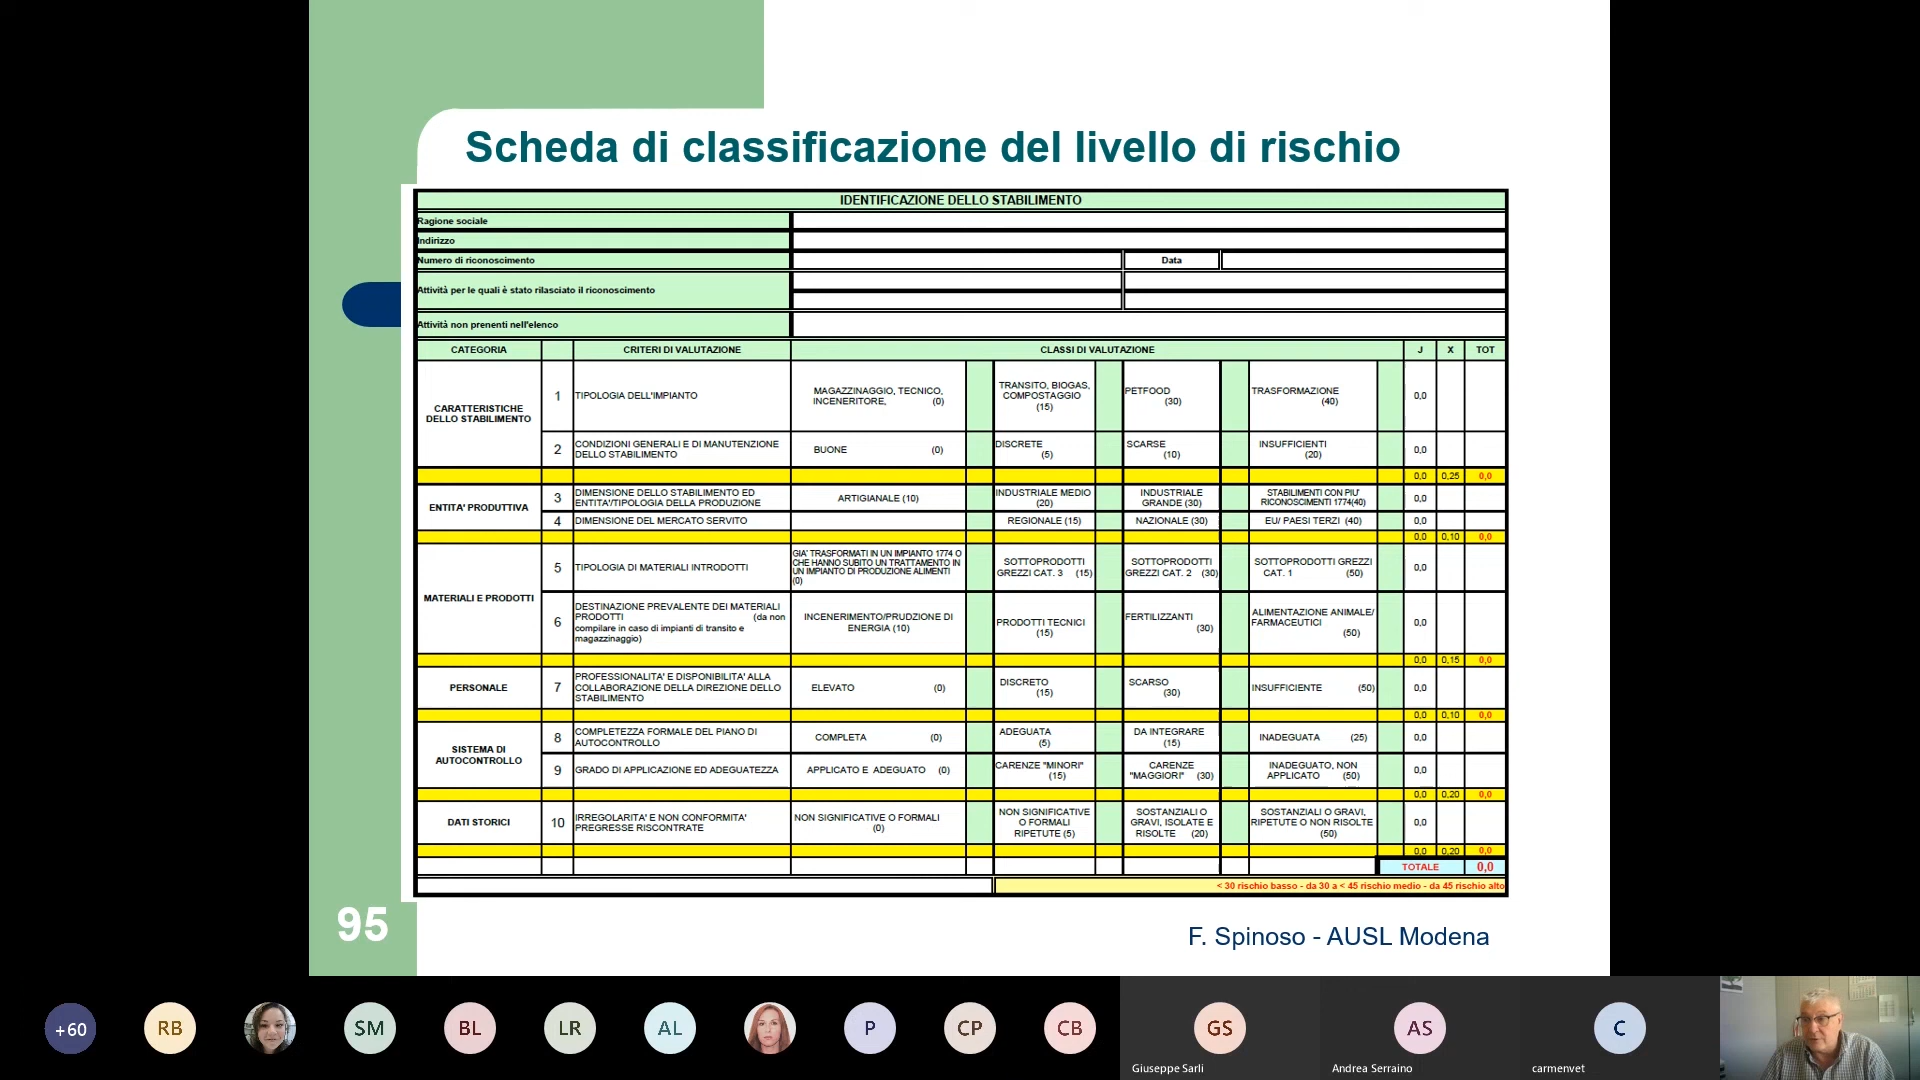 Scheda di classificazione del livello di rischio
IDENTIFICAZIONE DELLO STABILIMENTO
Ragione sociale
Indirizzo
Numero di riconoscimento
Data
Attività per le quali è stato rilasciato il riconoscimento
Attività non prenenti nell'elenco
CATEGORIA CRITERI DI VALUTAZIONE CLASSI DI VALUTAZIONE J X TOT
CARATTERISTICHE
DELLO STABILIMENTO
1
TIPOLOGIA DELL'IMPIANTO
MAGAZZINAGGIO, TECNICO,
INCENERITORE, (0)
TRANSITO, BIOGAS,
COMPOSTAGGIO
(15)
PETFOOD
(30)
TRASFORMAZIONE
(40)
0,0
2
CONDIZIONI GENERALI E DI MANUTENZIONE
DELLO STABILIMENTO
BUONE (0)
DISCRETE
(5)
SCARSE
(10)
INSUFFICIENTI
(20)
0,0
0,0 0,25 0,0
ENTITA' PRODUTTIVA
3
DIMENSIONE DELLO STABILIMENTO ED
ENTITA'/TIPOLOGIA DELLA PRODUZIONE
ARTIGIANALE (10)
INDUSTRIALE MEDIO
(20)
INDUSTRIALE
GRANDE (30)
STABILIMENTI CON PIU'
RICONOSCIMENTI 1774(40)
0,0
4
DIMENSIONE DEL MERCATO SERVITO
REGIONALE (15)
NAZIONALE (30)
EU/ PAESI TERZI (40)
0,0
0,0 0,10 0,0
MATERIALI E PRODOTTI
5
TIPOLOGIA DI MATERIALI INTRODOTTI
GIA' TRASFORMATI IN UN IMPIANTO 1774 O
CHE HANNO SUBITO UN TRATTAMENTO IN
UN IMPIANTO DI PRODUZIONE ALIMENTI
(0)
SOTTOPRODOTTI
GREZZI CAT. 3 (15)
SOTTOPRODOTTI
GREZZI CAT. 2 (30)
SOTTOPRODOTTI GREZZI
CAT. 1 (50)
0,0
6
DESTINAZIONE PREVALENTE DEI MATERIALI
PRODOTTI (da non
compilare in caso di impianti di transito e
magazzinaggio)
INCENERIMENTO/PRUDZIONE DI
ENERGIA (10)
PRODOTTI TECNICI
(15)
FERTILIZZANTI
(30)
ALIMENTAZIONE ANIMALE/
FARMACEUTICI
(50)
0,0
0,0 0,15 0,0
PERSONALE
7
PROFESSIONALITA' E DISPONIBILITA' ALLA
COLLABORAZIONE DELLA DIREZIONE DELLO
STABILIMENTO
ELEVATO (0)
DISCRETO
(15)
SCARSO
(30)
INSUFFICIENTE (50)
0,0
0,0 0,10 0,0
SISTEMA DI
AUTOCONTROLLO
8
COMPLETEZZA FORMALE DEL PIANO DI
AUTOCONTROLLO
COMPLETA (0)
ADEGUATA
(5)
DA INTEGRARE
(15)
INADEGUATA (25)
0,0
9
GRADO DI APPLICAZIONE ED ADEGUATEZZA
APPLICATO E ADEGUATO (0)
CARENZE "MINORI"
(15)
CARENZE
"MAGGIORI" (30)
INADEGUATO, NON
APPLICATO (50)
0,0
0,0 0,20 0,0
DATI STORICI
10
IRREGOLARITA' E NON CONFORMITA'
PREGRESSE RISCONTRATE
NON SIGNIFICATIVE O FORMALI
(0)
NON SIGNIFICATIVE
O FORMALI
RIPETUTE (5)
SOSTANZIALI O
GRAVI, ISOLATE E
RISOLTE (20)
SOSTANZIALI O GRAVI,
RIPETUTE O NON RISOLTE
(50)
0,0
0,0 0,20 0,0
TOTALE 0,0
< 30 rischio basso - da 30 a < 45 rischio medio - da 45 rischio alto
95
F. Spinoso - AUSL Modena
+60
RB
SM
BL
LR
AL
P
CP
CB
GS
AS
C
Giuseppe Sarli
Andrea Serraino
carmenvet